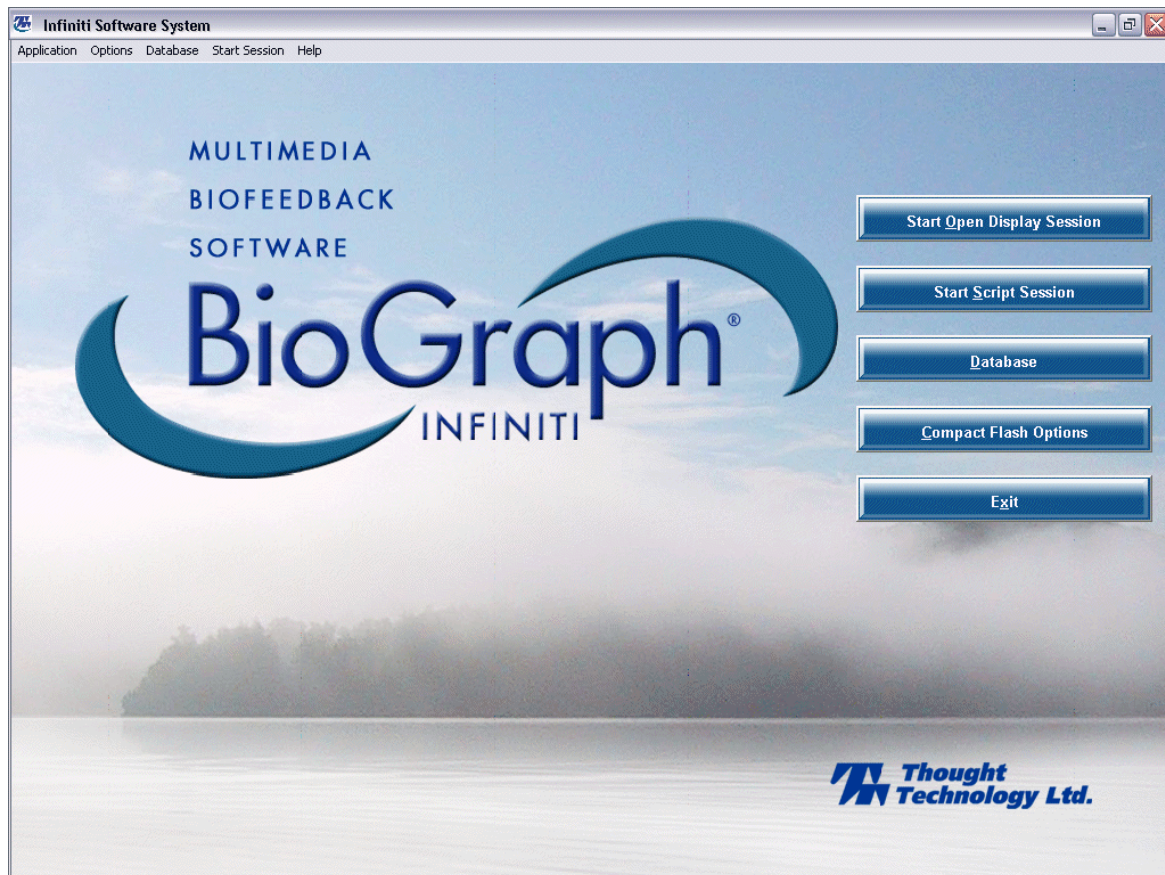 Infiniti Software System
Application Options Database Start Session Help
MULTIMEDIA
BIOFEEDBACK
SOFTWARE
BioGraph®
INFINITI
Start Open Display Session
Start Script Session
Database
Compact Flash Options
Exit
Thought
Technology Ltd.